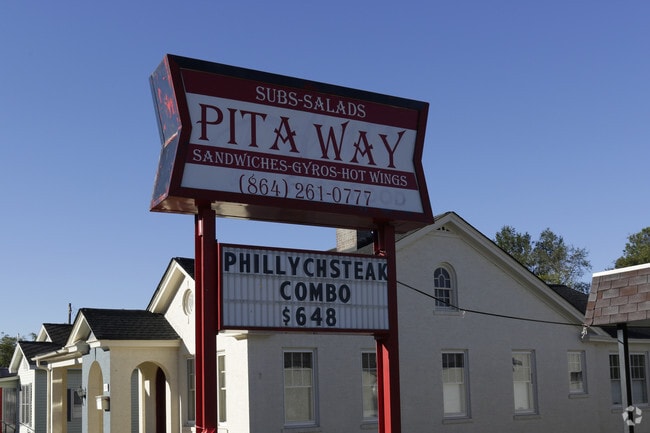 SUBS-SALADS
PITA WAY
SANDWICHES-GYROS-HOT WINGS
(864) 261-0777
PHILLYCHSTEAK
COMBO
$648